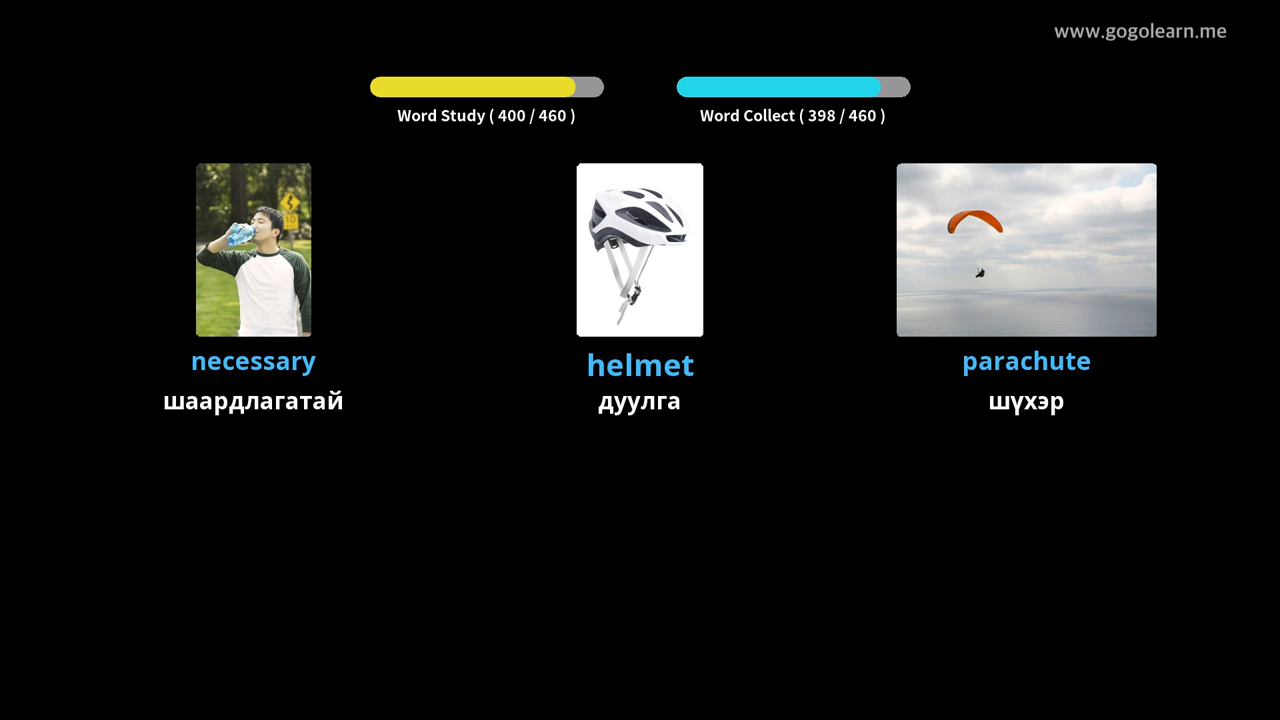 www.gogolearn.me
Word Study ( 400 / 460 )
Word Collect ( 398 / 460 )
necessary
helmet
parachute
шаардлагатай
дуулга
шүхэр